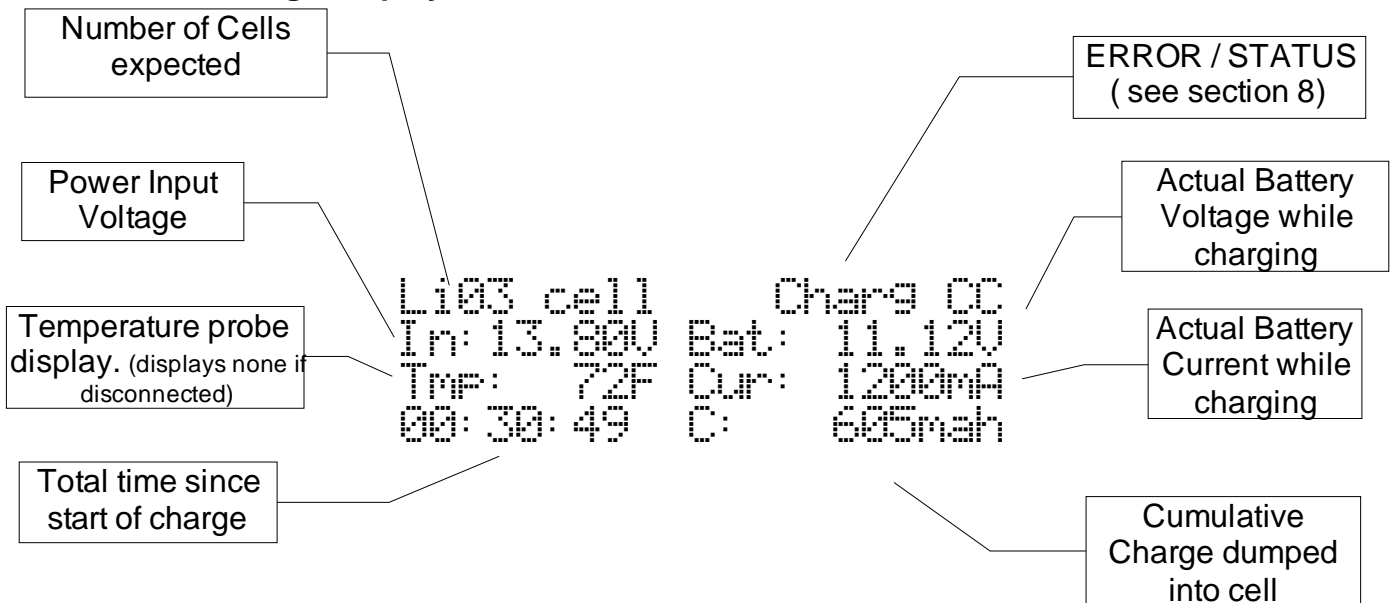 Number of Cells
expected
ERROR / STATUS
( see section 8)
Power Input
Voltage
Actual Battery
Voltage while
charging
Li03 cell Charg CC
In:13.80V Bat: 11.12V
Tmp: 72F Cur: 1200mA
00:30:49 C: 605mah
Temperature probe
display. (displays none if
disconnected)
Actual Battery
Current while
charging
Total time since
start of charge
Cumulative
Charge dumped
into cell